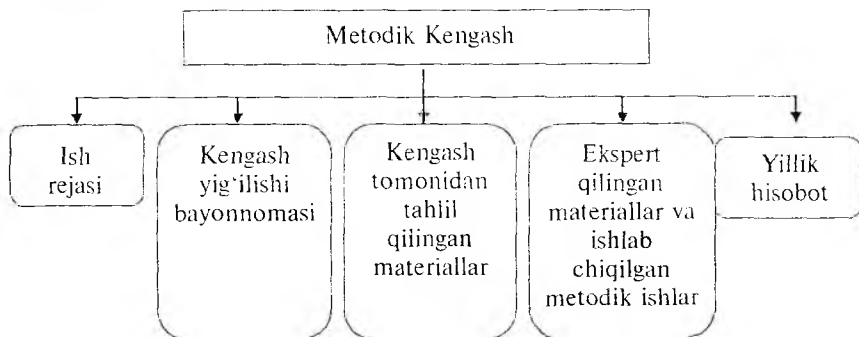 Metodik Kengash
Ish
rejasi
Kengash
yig‘ilishi
bayonnomasi
Kengash
tomonidan
tahlil
qilingan
materiallar
Ekspert
qilingan
materiallar va
ishlab
chiqilgan
metodik ishlar
Yillik
hisobot